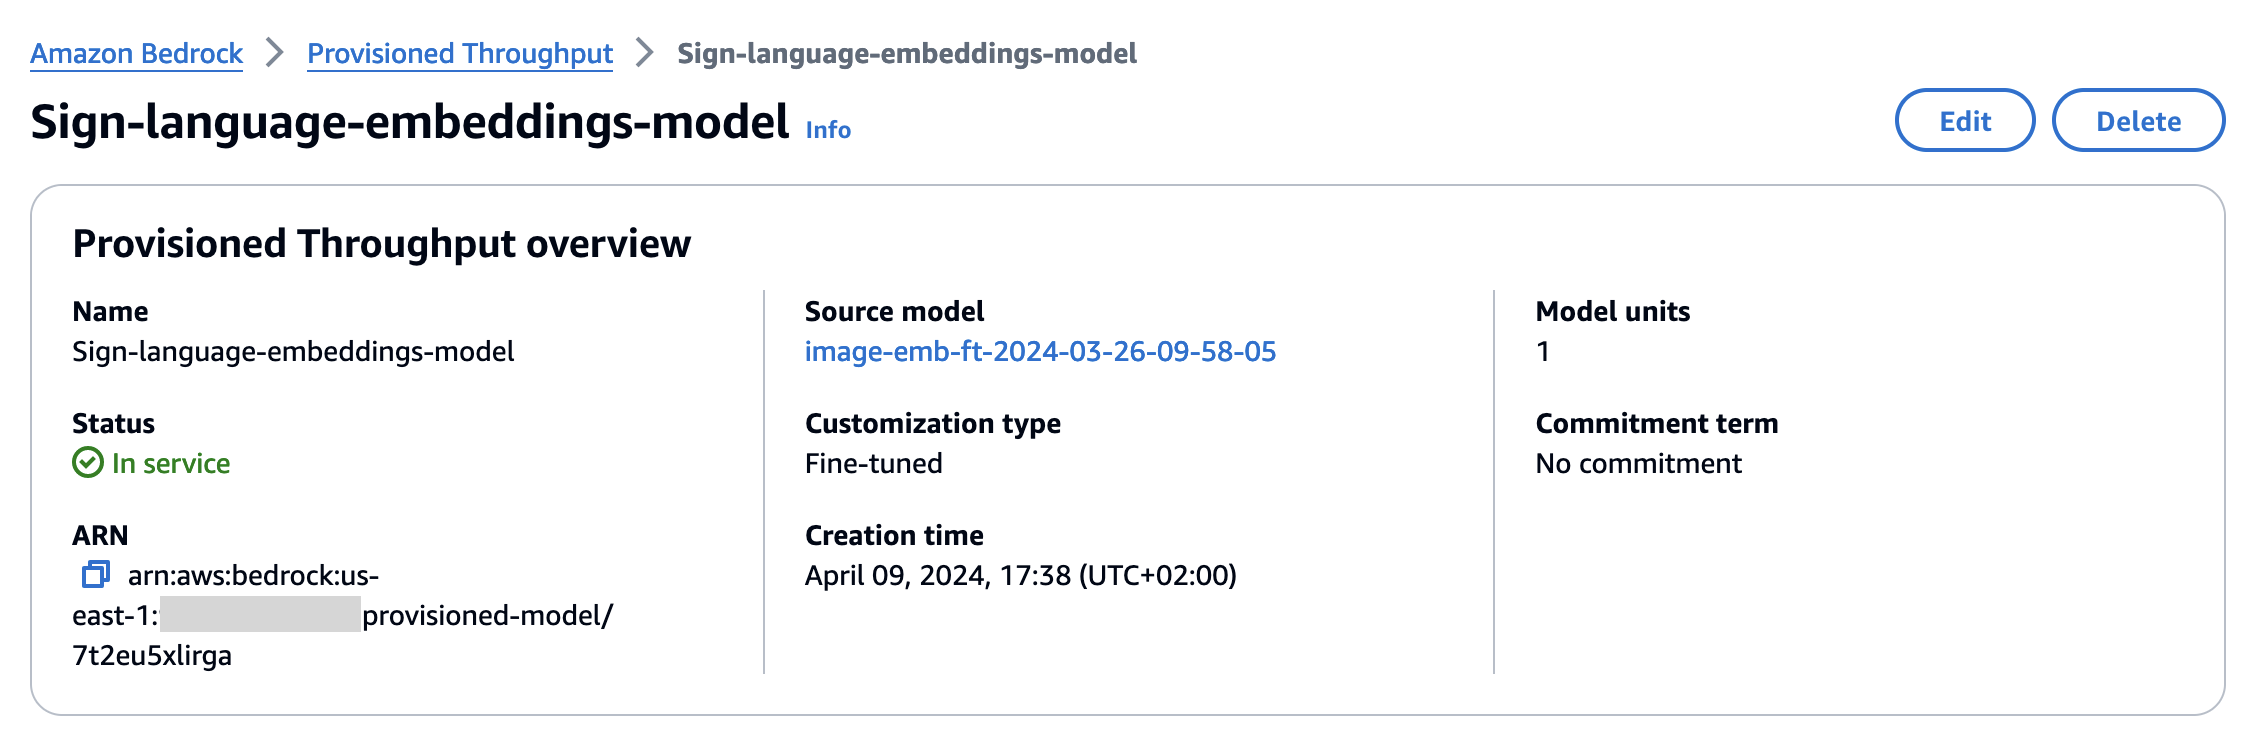 Amazon Bedrock > Provisioned Throughput > Sign-language-embeddings-model
Sign-language-embeddings-model Info
Edit
Delete
Provisioned Throughput overview
Name
Sign-language-embeddings-model
Status
In service
ARN
arn:aws:bedrock:us-
east-1: provisioned-model/
7t2eu5xlirga
Source model
image-emb-ft-2024-03-26-09-58-05
Customization type
Fine-tuned
Creation time
April 09, 2024, 17:38 (UTC+02:00)
Model units
1
Commitment term
No commitment